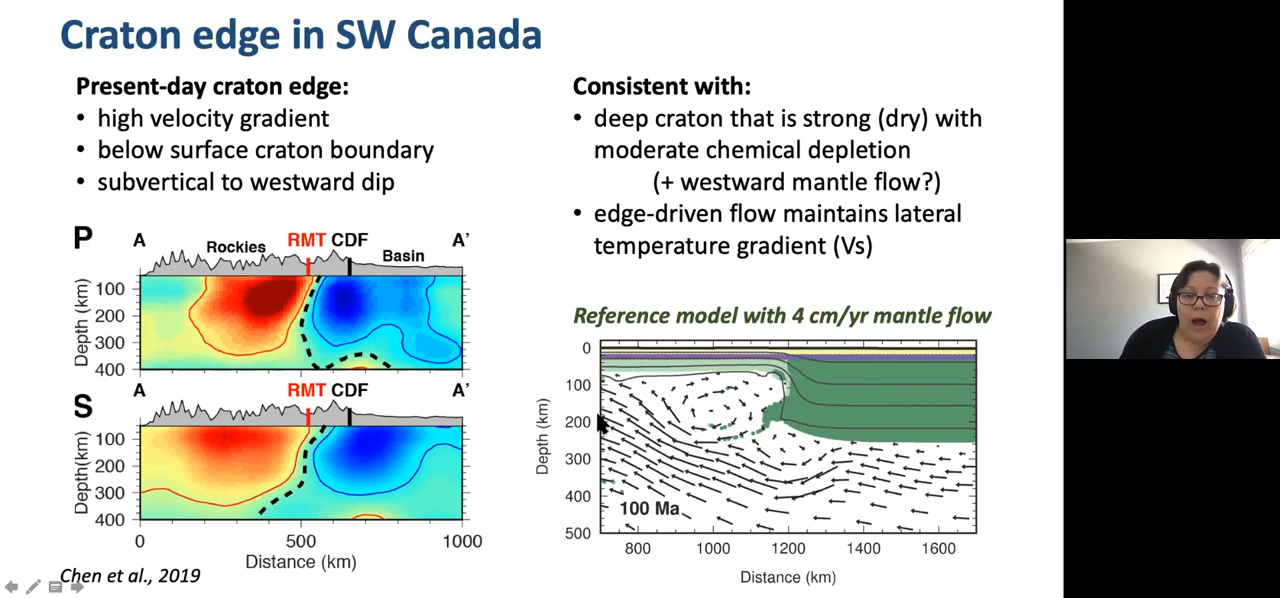 Craton edge in SW Canada
Present-day craton edge:
• high velocity gradient
• below surface craton boundary
• subvertical to westward dip
P
A
Rockies
RMT CDF
Basin
A'
Depth (km)
100
200
300
400
S
A
RMT CDF
A'
Depth(km)
100
200
300
400
0
500
1000
Distance (km)
Chen et al., 2019
Consistent with:
• deep craton that is strong (dry) with
moderate chemical depletion
(+ westward mantle flow?)
• edge-driven flow maintains lateral
temperature gradient (Vs)
Reference model with 4 cm/yr mantle flow
Depth (km)
0
100
200
300
400
500
100 Ma
800
1000
1200
1400
1600
Distance (km)